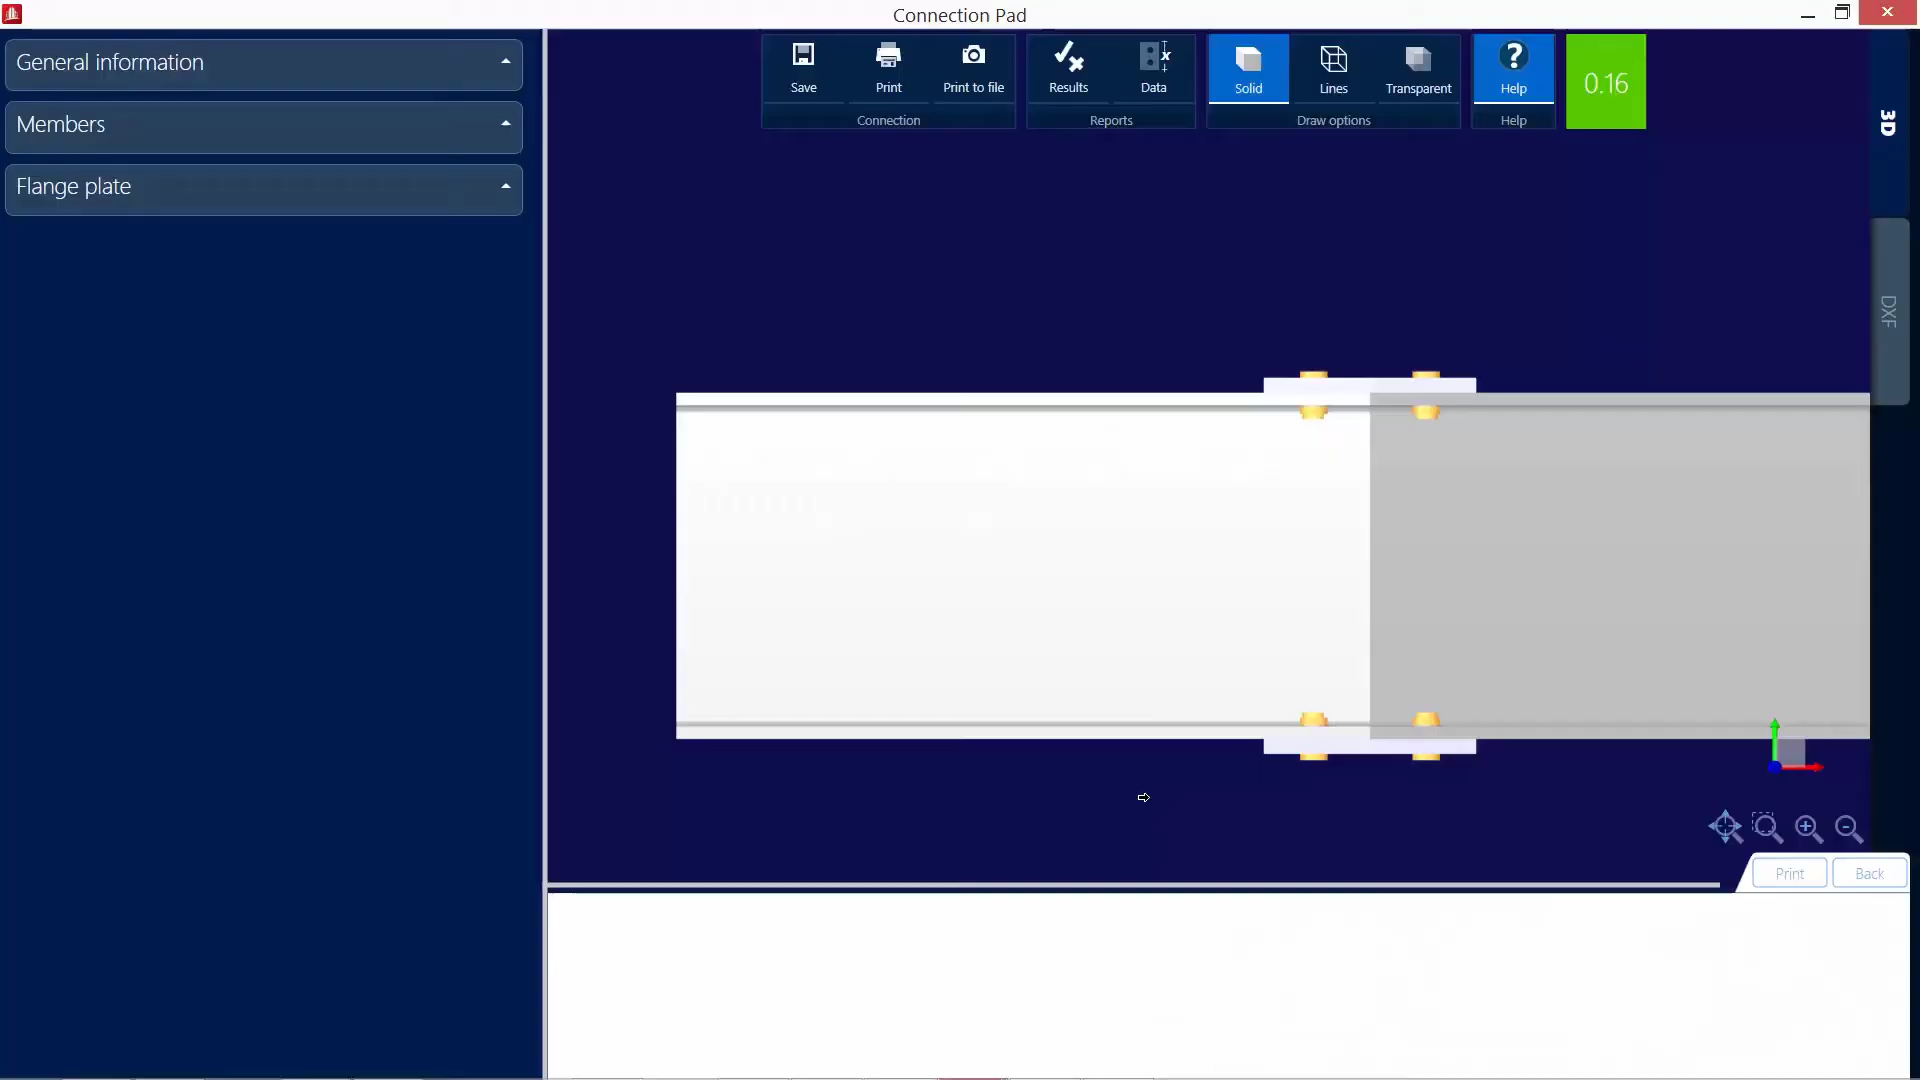 Connection Pad
General information
Members
Flange plate
Save
Print
Print to file
Connection
Results
Data
Reports
Solid
Lines
Transparent
Draw options
Help
Help
0.16
3D
DXF
Print
Back